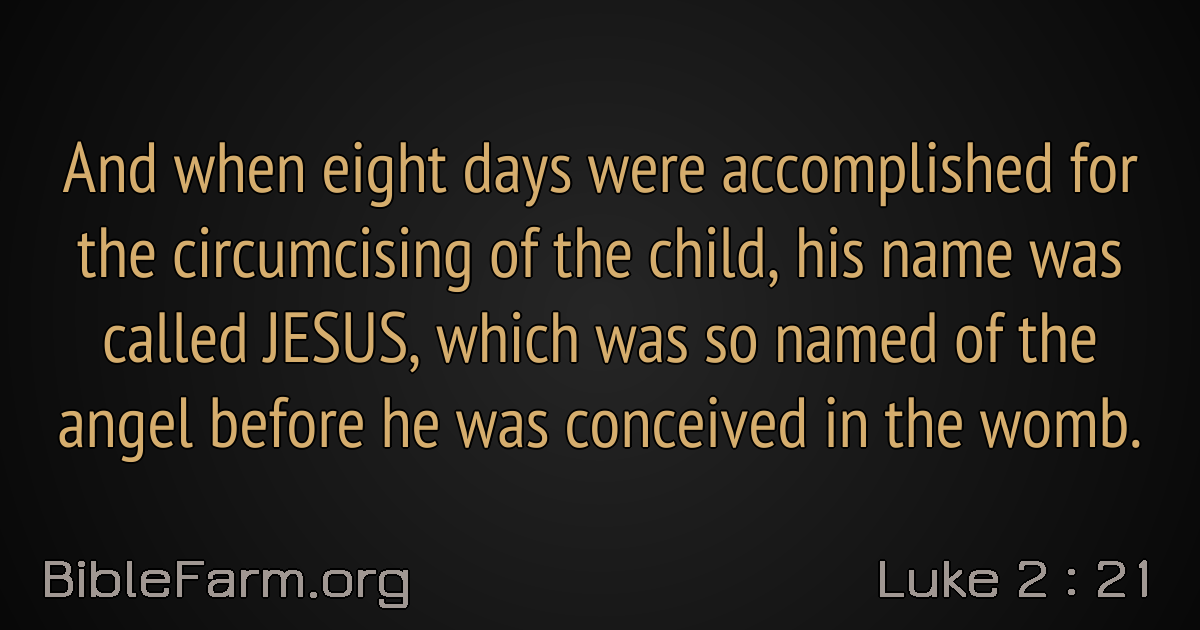 And when eight days were accomplished for
the circumcising of the child, his name was
called JESUS, which was so named of the
angel before he was conceived in the womb.
BibleFarm.org
Luke 2 : 21